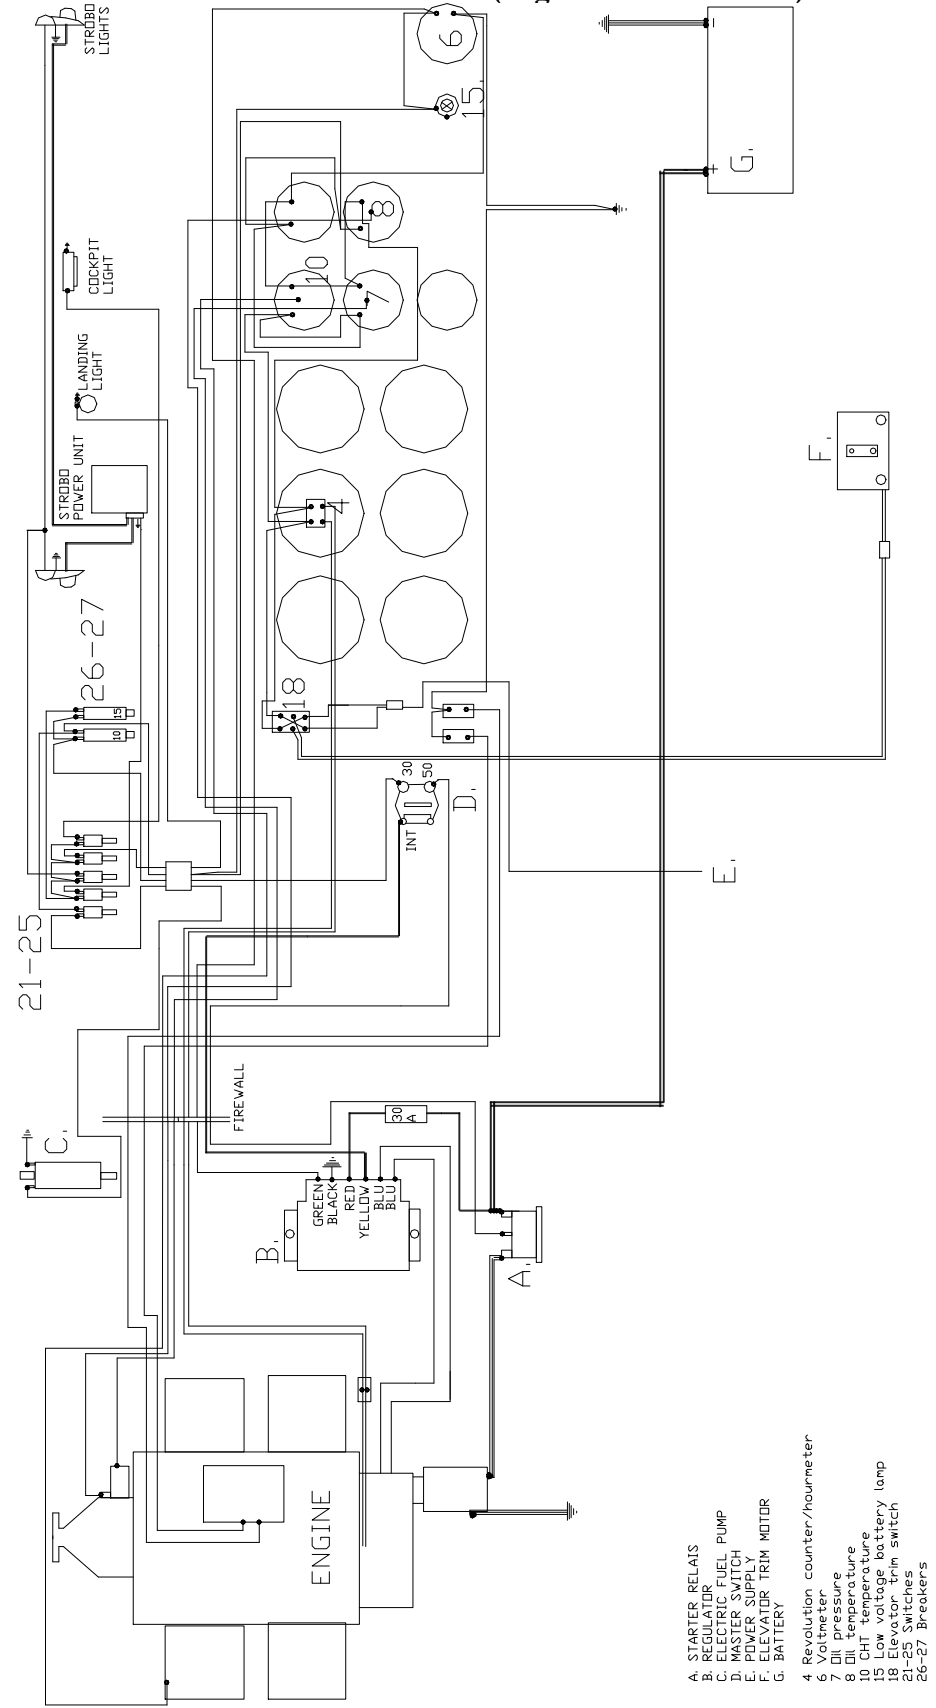 STROBO
LIGHTS
6
15.
G.
+
-
8
COCKPIT
LIGHT
10
7
LANDING
LIGHT
STROBO
POWER UNIT
F.
4
26-27
18
15
10
30
50
D.
INT
E.
21-25
FIREWALL
C.
30
A
GREEN
BLACK
RED
YELLOW
BLU
BLU
B.
A.
ENGINE
A. STARTER RELAIS
B. REGULATOR
C. ELECTRIC FUEL PUMP
D. MASTER SWITCH
E. POWER SUPPLY
F. ELEVATOR TRIM MOTOR
G. BATTERY
4 Revolution counter/hourmeter
6 Voltmeter
7 Oil pressure
8 Oil temperature
10 CHT temperature
15 Low voltage battery lamp
18 Elevator trim switch
21-25 Switches
26-27 Breakers